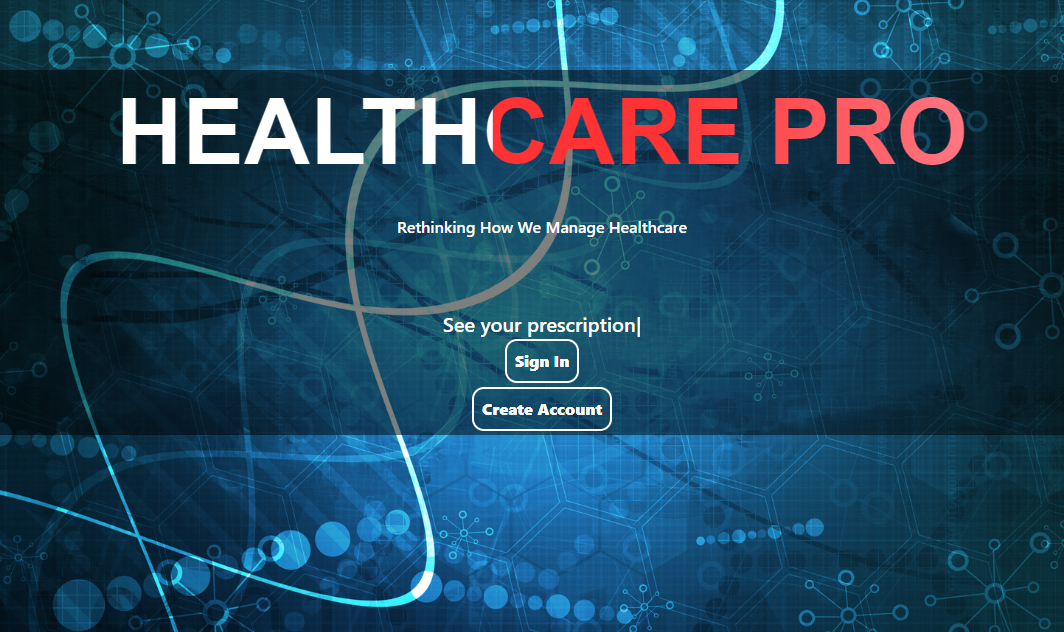 HEALTHCARE PRO
Rethinking How We Manage Healthcare
See your prescription|
Sign In
Create Account